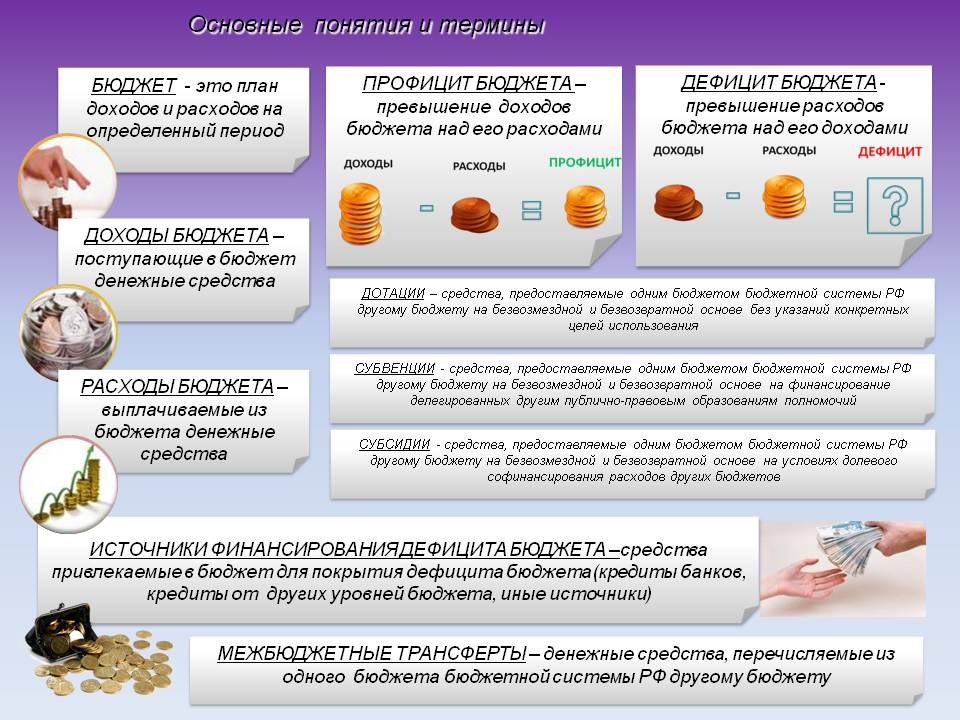 Основные понятия и термины
БЮДЖЕТ - это план
доходов и расходов на
определенный период
ДОХОДЫ БЮДЖЕТА –
поступающие в бюджет
денежные средства
РАСХОДЫ БЮДЖЕТА –
выплачиваемые из
бюджета денежные
средства
ПРОФИЦИТ БЮДЖЕТА –
превышение доходов
бюджета над его расходами
ДОХОДЫ
РАСХОДЫ
ПРОФИЦИТ
- =
ДЕФИЦИТ БЮДЖЕТА -
превышение расходов
бюджета над его доходами
ДОХОДЫ
РАСХОДЫ
ДЕФИЦИТ
- = ?
ДОТАЦИИ – средства, предоставляемые одним бюджетом бюджетной системы РФ
другому бюджету на безвозмездной и безвозвратной основе без указаний конкретных
целей использования
СУБВЕНЦИИ - средства, предоставляемые одним бюджетом бюджетной системы РФ
другому бюджету на безвозмездной и безвозвратной основе на финансирование
делегированных другим публично-правовым образованиям полномочий
СУБСИДИИ - средства, предоставляемые одним бюджетом бюджетной системы РФ
другому бюджету на безвозмездной и безвозвратной основе на условиях долевого
софинансирования расходов других бюджетов
ИСТОЧНИКИ ФИНАНСИРОВАНИЯ ДЕФИЦИТА БЮДЖЕТА –средства
привлекаемые в бюджет для покрытия дефицита бюджета(кредиты банков,
кредиты от других уровней бюджета, иные источники)
МЕЖБЮДЖЕТНЫЕ ТРАНСФЕРТЫ – денежные средства, перечисляемые из
одного бюджета бюджетной системы РФ другому бюджету